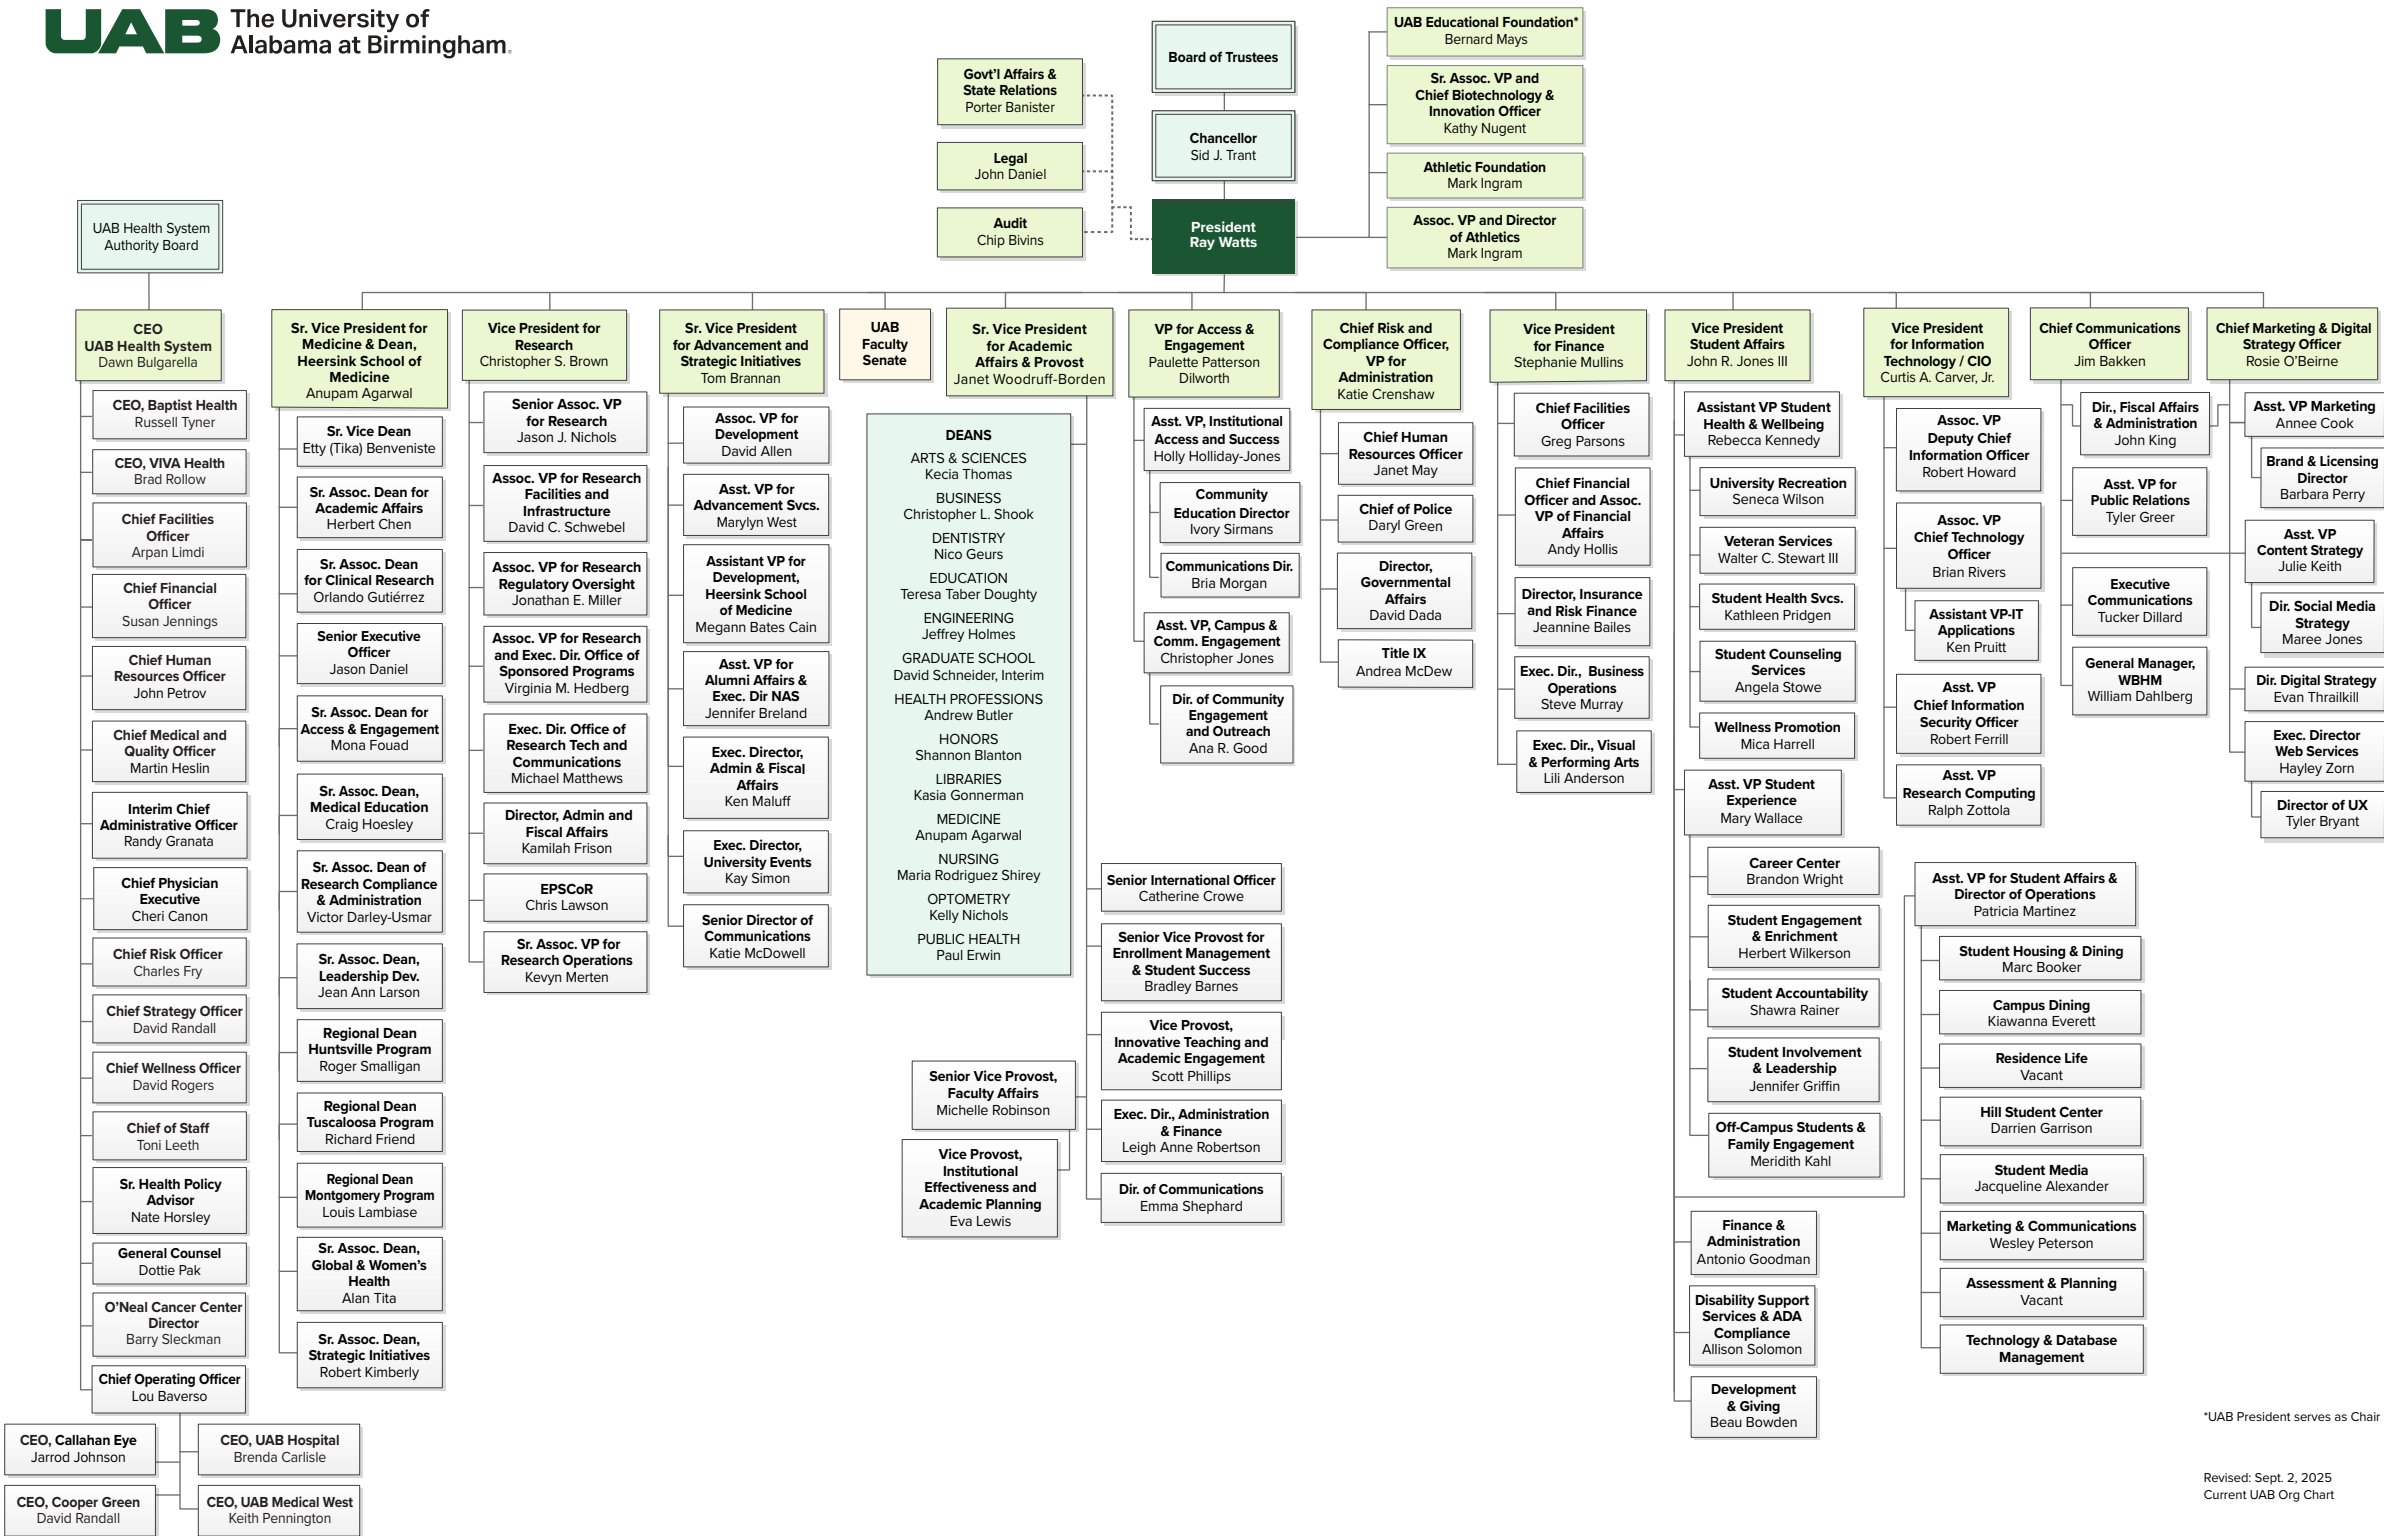 UAB
The University of
Alabama at Birmingham.
Board of Trustees
Chancellor
Sid J. Trant
President
Ray Watts
Govt'l Affairs &
State Relations
Porter Banister
Legal
John Daniel
Audit
Chip Bivins
UAB Educational Foundation*
Bernard Mays
Sr. Assoc. VP and
Chief Biotechnology &
Innovation Officer
Kathy Nugent
Athletic Foundation
Mark Ingram
Assoc. VP and Director
of Athletics
Mark Ingram
UAB Health System
Authority Board
CEO
UAB Health System
Dawn Bulgarella
CEO, Baptist Health
Russell Tyner
CEO, VIVA Health
Brad Rollow
Chief Facilities
Officer
Arpan Limdi
Chief Financial
Officer
Susan Jennings
Chief Human
Resources Officer
John Petrov
Chief Medical and
Quality Officer
Martin Heslin
Interim Chief
Administrative Officer
Randy Granata
Chief Physician
Executive
Cheri Canon
Chief Risk Officer
Charles Fry
Chief Strategy Officer
David Randall
Chief Wellness Officer
David Rogers
Chief of Staff
Toni Leeth
Sr. Health Policy
Advisor
Nate Horsley
General Counsel
Dottie Pak
O'Neal Cancer Center
Director
Barry Sleckman
Chief Operating Officer
Lou Baverso
CEO, Callahan Eye
Jarrod Johnson
CEO, UAB Hospital
Brenda Carlisle
CEO, Cooper Green
David Randall
CEO, UAB Medical West
Keith Pennington
Sr. Vice President for
Medicine & Dean,
Heersink School of
Medicine
Anupam Agarwal
Sr. Vice Dean
Etty (Tika) Benveniste
Sr. Assoc. Dean for
Academic Affairs
Herbert Chen
Sr. Assoc. Dean
for Clinical Research
Orlando Gutiérrez
Senior Executive
Officer
Jason Daniel
Sr. Assoc. Dean for
Access & Engagement
Mona Fouad
Sr. Assoc. Dean,
Medical Education
Craig Hoesley
Sr. Assoc. Dean of
Research Compliance
& Administration
Victor Darley-Usmar
Sr. Assoc. Dean,
Leadership Dev.
Jean Ann Larson
Regional Dean
Huntsville Program
Roger Smalligan
Regional Dean
Tuscaloosa Program
Richard Friend
Regional Dean
Montgomery Program
Louis Lambiase
Sr. Assoc. Dean,
Global & Women's
Health
Alan Tita
Sr. Assoc. Dean,
Strategic Initiatives
Robert Kimberly
Vice President for
Research
Christopher S. Brown
Senior Assoc. VP
for Research
Jason J. Nichols
Assoc. VP for Research
Facilities and
Infrastructure
David C. Schwebel
Assoc. VP for Research
Regulatory Oversight
Jonathan E. Miller
Assoc. VP for Research
and Exec. Dir. Office of
Sponsored Programs
Virginia M. Hedberg
Exec. Dir. Office of
Research Tech and
Communications
Michael Matthews
Director, Admin and
Fiscal Affairs
Kamilah Frison
EPSCoR
Chris Lawson
Sr. Assoc. VP for
Research Operations
Kevyn Merten
Sr. Vice President
for Advancement and
Strategic Initiatives
Tom Brannan
Assoc. VP for
Development
David Allen
Asst. VP for
Advancement Svcs.
Marylyn West
Assistant VP for
Development,
Heersink School
of Medicine
Megann Bates Cain
Asst. VP for
Alumni Affairs &
Exec. Dir NAS
Jennifer Breland
Exec. Director,
Admin & Fiscal
Affairs
Ken Maluff
Exec. Director,
University Events
Kay Simon
Senior Director of
Communications
Katie McDowell
UAB
Faculty
Senate
Sr. Vice President
for Academic
Affairs & Provost
Janet Woodruff-Borden
DEANS
ARTS & SCIENCES
Kecia Thomas
BUSINESS
Christopher L. Shook
DENTISTRY
Nico Geurs
EDUCATION
Teresa Taber Doughty
ENGINEERING
Jeffrey Holmes
GRADUATE SCHOOL
David Schneider, Interim
HEALTH PROFESSIONS
Andrew Butler
HONORS
Shannon Blanton
LIBRARIES
Kasia Gonnerman
MEDICINE
Anupam Agarwal
NURSING
Maria Rodriguez Shirey
OPTOMETRY
Kelly Nichols
PUBLIC HEALTH
Paul Erwin
Senior International Officer
Catherine Crowe
Senior Vice Provost for
Enrollment Management
& Student Success
Bradley Barnes
Vice Provost,
Innovative Teaching and
Academic Engagement
Scott Phillips
Senior Vice Provost,
Faculty Affairs
Michelle Robinson
Exec. Dir., Administration
& Finance
Leigh Anne Robertson
Vice Provost,
Institutional
Effectiveness and
Academic Planning
Eva Lewis
Dir. of Communications
Emma Shephard
VP for Access &
Engagement
Paulette Patterson
Dilworth
Asst. VP, Institutional
Access and Success
Holly Holliday-Jones
Community
Education Director
Ivory Sirmans
Communications Dir.
Bria Morgan
Asst. VP, Campus &
Comm. Engagement
Christopher Jones
Dir. of Community
Engagement
and Outreach
Ana R. Good
Chief Risk and
Compliance Officer,
VP for
Administration
Katie Crenshaw
Chief Human
Resources Officer
Janet May
Chief of Police
Daryl Green
Director,
Governmental
Affairs
David Dada
Title IX
Andrea McDew
Vice President
for Finance
Stephanie Mullins
Chief Facilities
Officer
Greg Parsons
Chief Financial
Officer and Assoc.
VP of Financial
Affairs
Andy Hollis
Director, Insurance
and Risk Finance
Jeannine Bailes
Exec. Dir., Business
Operations
Steve Murray
Exec. Dir., Visual
& Performing Arts
Lili Anderson
Vice President
Student Affairs
John R. Jones III
Assistant VP Student
Health & Wellbeing
Rebecca Kennedy
University Recreation
Seneca Wilson
Veteran Services
Walter C. Stewart III
Student Health Svcs.
Kathleen Pridgen
Student Counseling
Services
Angela Stowe
Wellness Promotion
Mica Harrell
Asst. VP Student
Experience
Mary Wallace
Career Center
Brandon Wright
Student Engagement
& Enrichment
Herbert Wilkerson
Student Accountability
Shawra Rainer
Student Involvement
& Leadership
Jennifer Griffin
Off-Campus Students &
Family Engagement
Meridith Kahl
Finance &
Administration
Antonio Goodman
Disability Support
Services & ADA
Compliance
Allison Solomon
Development
& Giving
Beau Bowden
Asst. VP for Student Affairs &
Director of Operations
Patricia Martinez
Student Housing & Dining
Marc Booker
Campus Dining
Kiawanna Everett
Residence Life
Vacant
Hill Student Center
Darrien Garrison
Student Media
Jacqueline Alexander
Marketing & Communications
Wesley Peterson
Assessment & Planning
Vacant
Technology & Database
Management
Vice President
for Information
Technology / CIO
Curtis A. Carver, Jr.
Assoc. VP
Deputy Chief
Information Officer
Robert Howard
Assoc. VP
Chief Technology
Officer
Brian Rivers
Assistant VP-IT
Applications
Ken Pruitt
Asst. VP
Chief Information
Security Officer
Robert Ferrill
Asst. VP
Research Computing
Ralph Zottola
Chief Communications
Officer
Jim Bakken
Dir., Fiscal Affairs
& Administration
John King
Asst. VP for
Public Relations
Tyler Greer
Executive
Communications
Tucker Dillard
General Manager,
WBHM
William Dahlberg
Chief Marketing & Digital
Strategy Officer
Rosie O'Beirne
Asst. VP Marketing
Annee Cook
Brand & Licensing
Director
Barbara Perry
Asst. VP
Content Strategy
Julie Keith
Dir. Social Media
Strategy
Maree Jones
Dir. Digital Strategy
Evan Thrailkill
Exec. Director
Web Services
Hayley Zorn
Director of UX
Tyler Bryant
*UAB President serves as Chair
Revised: Sept. 2, 2025
Current UAB Org Chart